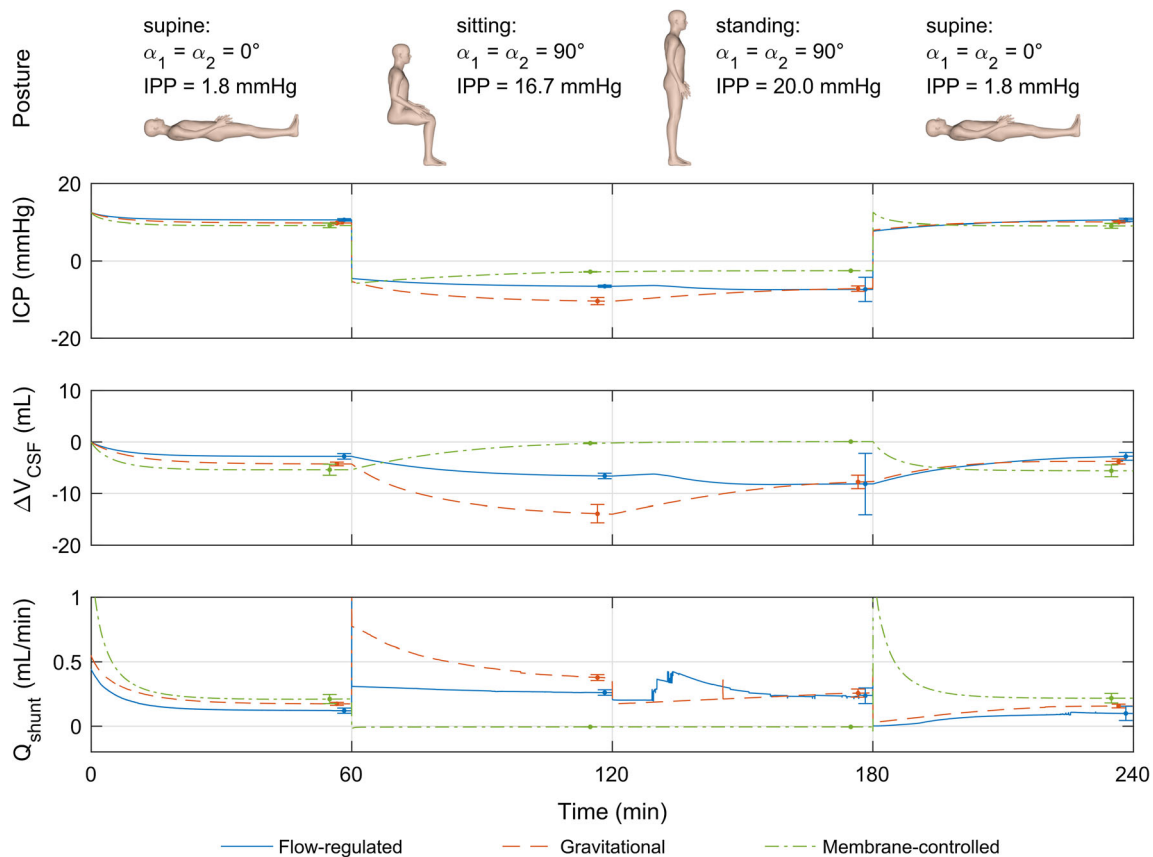 supine:
α1 = α2 = 0°
IPP = 1.8 mmHg
sitting:
α1 = α2 = 90°
IPP = 16.7 mmHg
standing:
α1 = α2 = 90°
IPP = 20.0 mmHg
supine:
α1 = α2 = 0°
IPP = 1.8 mmHg
Posture
ICP (mmHg)
20
0
-20
ΔVCSF (mL)
10
0
-10
-20
Qshunt (mL/min)
1
0.5
0
0
60
120
180
240
Time (min)
Flow-regulated
Gravitational
Membrane-controlled